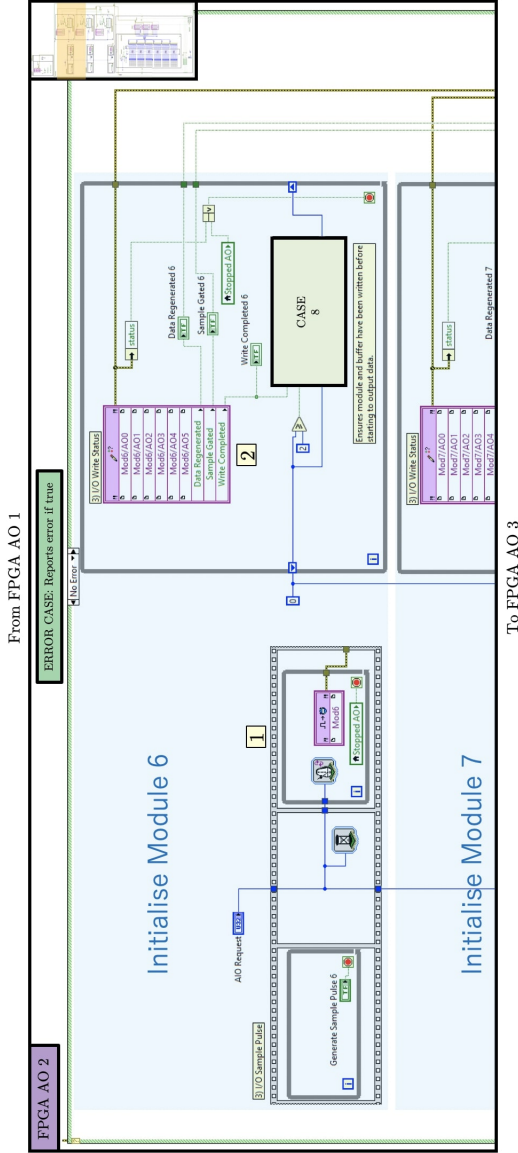 From FPGA AO 1
FPGA AO 2
ERROR CASE: Reports error if true
No Error
Initialise Module 6
3) I/O Sample Pulse
Generate Sample Pulse 6
TF
i
AIO Request
U32
1
Mod6
Stopped AO
i
3) I/O Write Status
Mod6/AO0
Mod6/AO1
Mod6/AO2
Mod6/AO3
Mod6/AO4
Mod6/AO5
Data Regenerated
Sample Gated
Write Completed
2
status
Data Regenerated 6
TF
Sample Gated 6
TF
Stopped AO
Write Completed 6
TF
0
2
CASE
8
Ensures module and buffer have been written before
starting to output data.
i
Initialise Module 7
3) I/O Write Status
Mod7/AO0
Mod7/AO1
Mod7/AO2
Mod7/AO3
Mod7/AO4
status
Data Regenerated 7
To FPGA AO 3